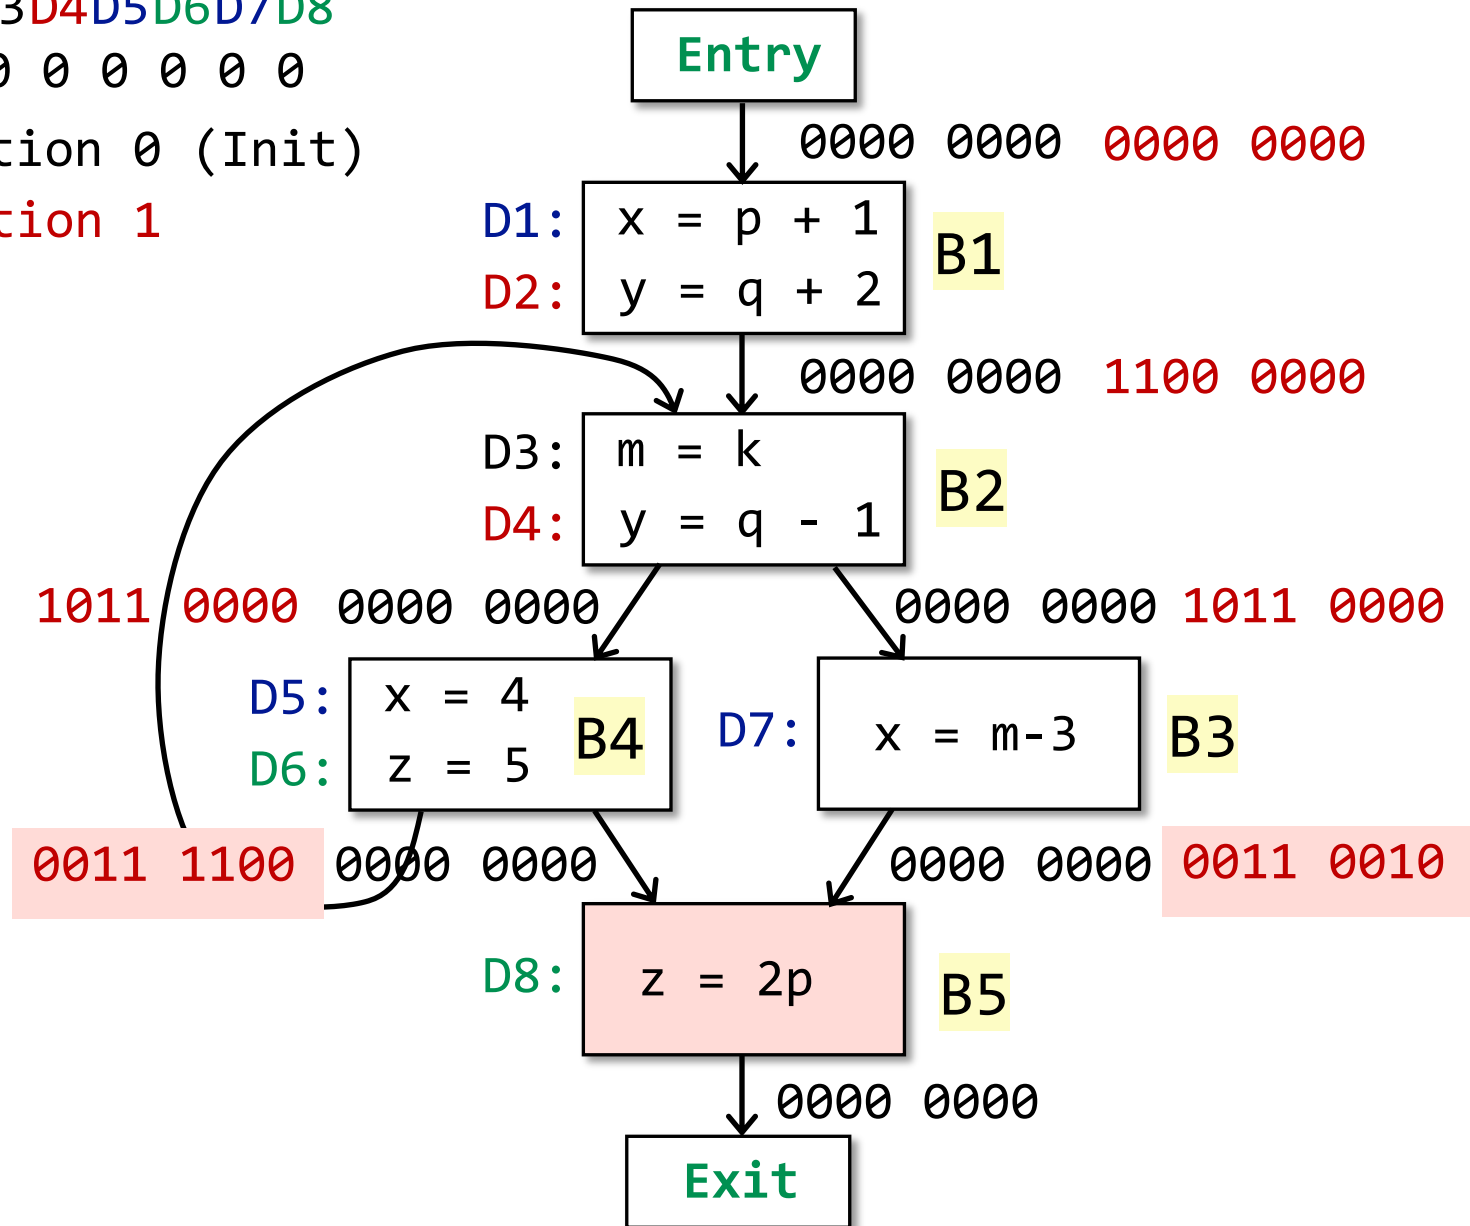 3D4D5D6D7D8
0 0 0 0 0 0
tion 0 (Init)
tion 1
Entry
0000 0000 0000 0000
D1: x = p + 1
D2: y = q + 2
B1
0000 0000 1100 0000
D3: m = k
D4: y = q - 1
B2
1011 0000 0000 0000
0000 0000 1011 0000
D5: x = 4
D6: z = 5
B4
D7: x = m-3
B3
0011 1100 0000 0000
0000 0000 0011 0010
D8: z = 2p
B5
0000 0000
Exit